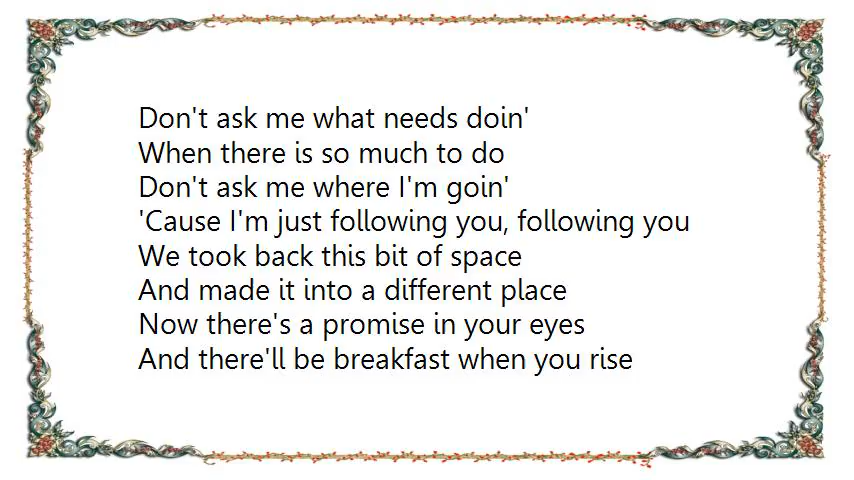 Don't ask me what needs doin'
When there is so much to do
Don't ask me where I'm goin'
'Cause I'm just following you, following you
We took back this bit of space
And made it into a different place
Now there's a promise in your eyes
And there'll be breakfast when you rise